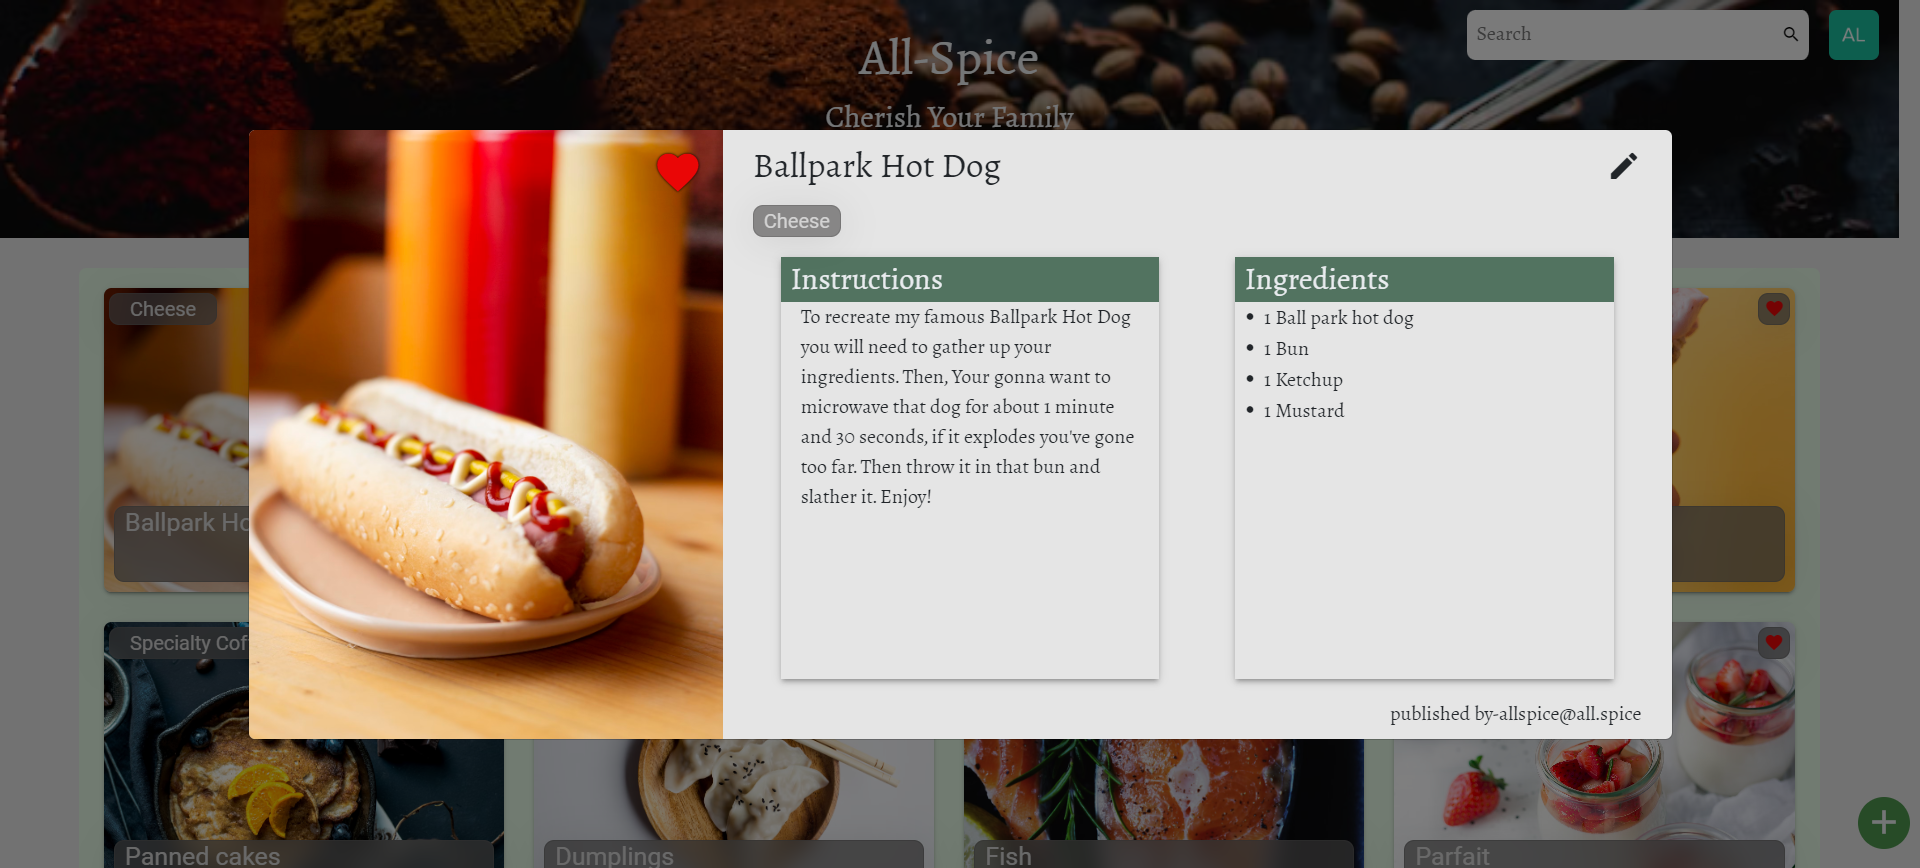 All-Spice
Cherish Your Family
Search
AL
Ballpark Hot Dog
Cheese
Instructions
To recreate my famous Ballpark Hot Dog
you will need to gather up your
ingredients. Then, Your gonna want to
microwave that dog for about 1 minute
and 30 seconds, if it explodes you've gone
too far. Then throw it in that bun and
slather it. Enjoy!
Ingredients
1 Ball park hot dog
1 Bun
1 Ketchup
1 Mustard
published by-allspice@all.spice
Cheese
Ballpark Ho
Specialty Cof
Panned cakes
Dumplings
Fish
Parfait